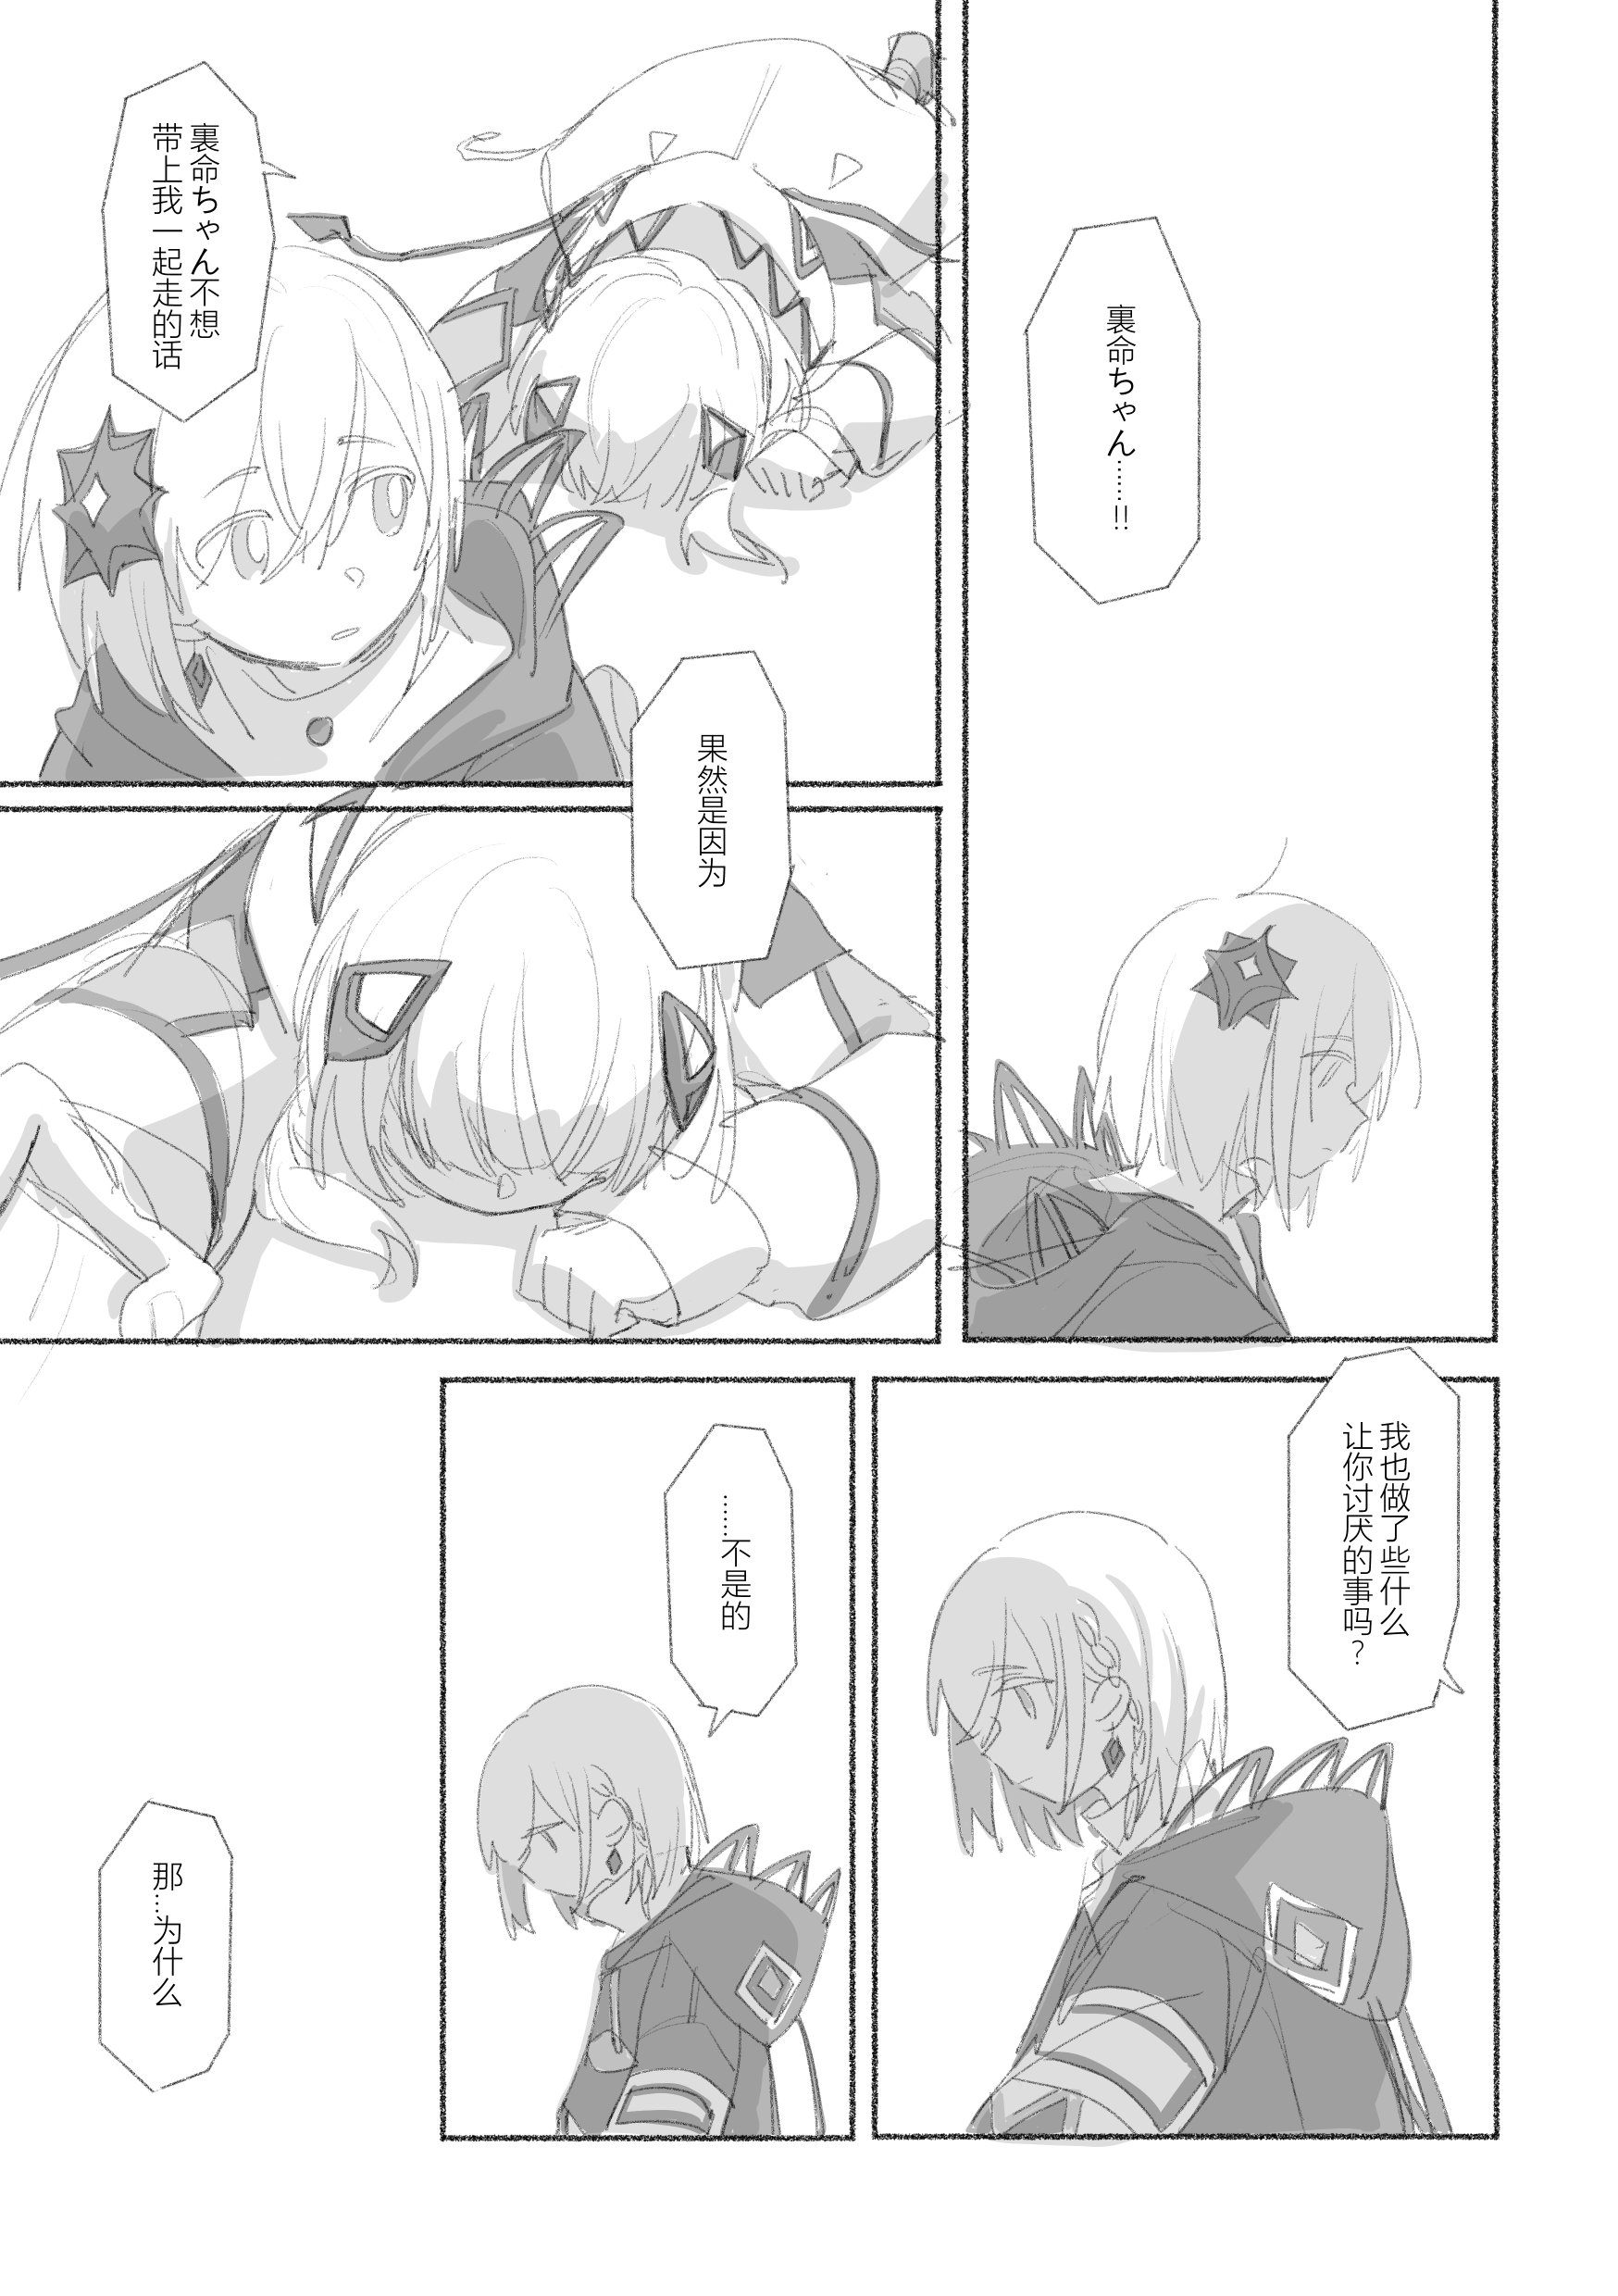 裏命ちゃん……!!
裏命ちゃん不想
带上我一起走的话
果然是因为
我也做了些什么
让你讨厌的事吗？
……不是的
那…为什么